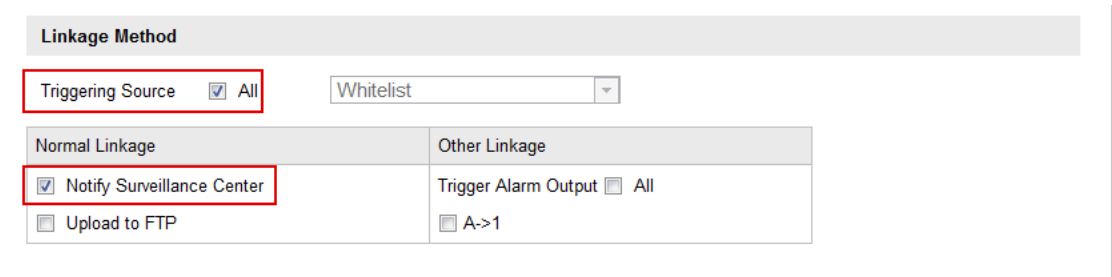 Linkage Method
Triggering Source All Whitelist
Normal Linkage Other Linkage
Notify Surveillance Center Trigger Alarm Output All
Upload to FTP A->1